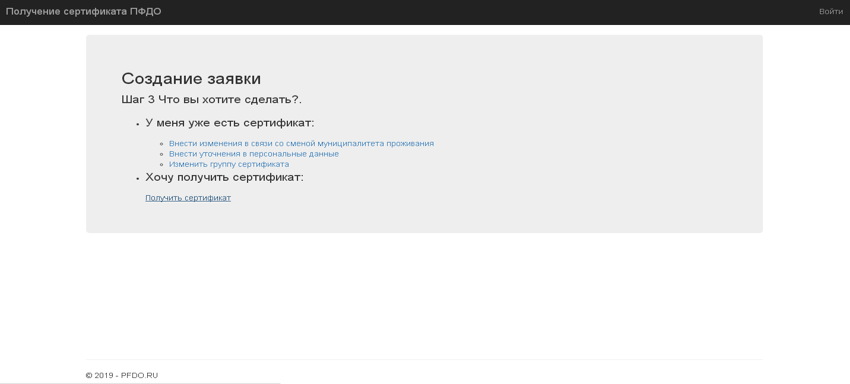 Получение сертификата ПФДО
Войти
Создание заявки
Шаг 3 Что вы хотите сделать?.
У меня уже есть сертификат:
Внести изменения в связи со сменой муниципалитета проживания
Внести уточнения в персональные данные
Изменить группу сертификата
Хочу получить сертификат:
Получить сертификат
© 2019 - PFDO.RU